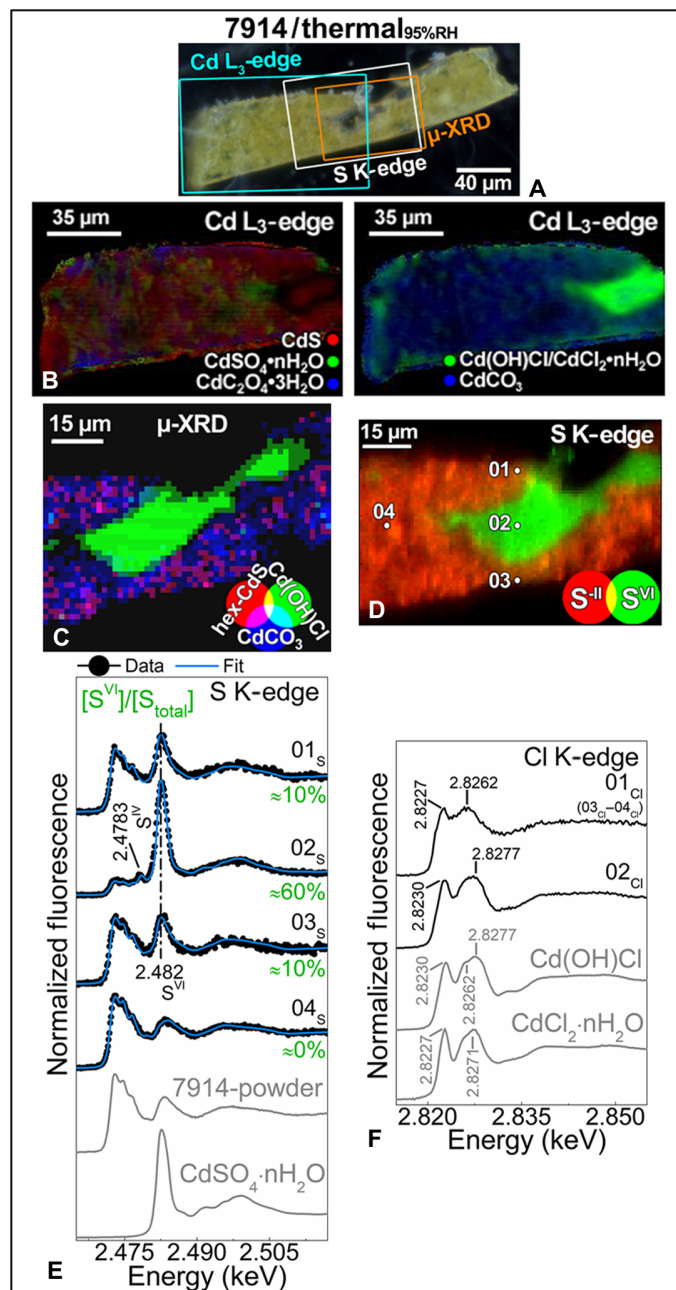 7914/thermal95%RH
Cd L3-edge
µ-XRD
S K-edge
40 µm
A
35 µm
Cd L3-edge
CdS
CdSO4•nH2O
CdC2O4•3H2O
B
35 µm
Cd L3-edge
Cd(OH)Cl/CdCl2•nH2O
CdCO3
15 µm
µ-XRD
hex-CdS
Cd(OH)Cl
CdCO3
C
15 µm
S K-edge
01
04
02
03
D
S-II
SVI
Data
Fit
[SVI]/[Stotal]
S K-edge
01S
≈10%
2.4783
SIV
02S
≈60%
03S
2.482
SVI
≈10%
04S
≈0%
7914-powder
CdSO4·nH2O
Normalized fluorescence
2.475
2.490
2.505
Energy (keV)
E
Cl K-edge
2.8227
2.8262
01Cl
(03Cl–04Cl)
2.8230
2.8277
02Cl
2.8277
2.8230
2.8262
Cd(OH)Cl
2.8227
2.8271
CdCl2·nH2O
Normalized fluorescence
2.820
2.835
2.850
Energy (keV)
F